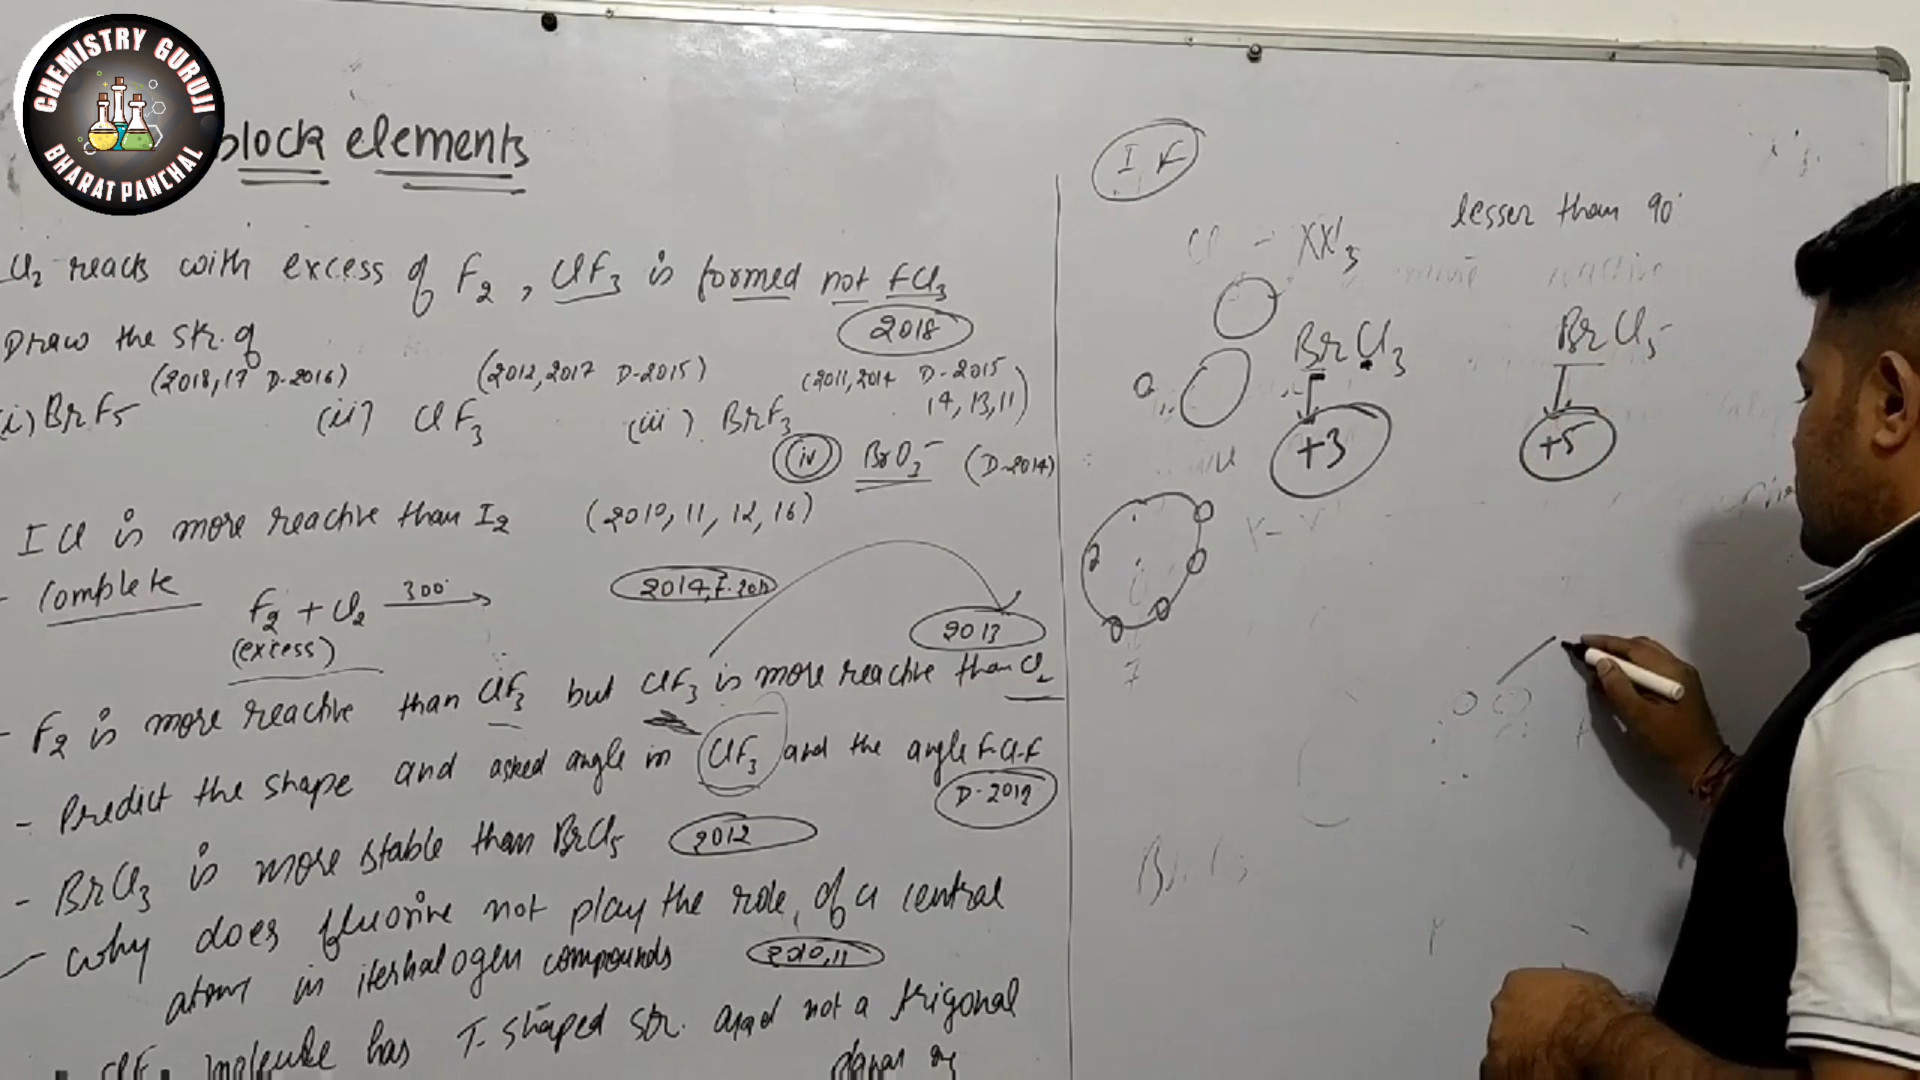 CHEMISTRY GURUJI
BHARAT PANCHAL
block elements
Cl2 reacts with excess of F2, ClF3 is formed not FCl3
2018
Draw the str. of
(2018, 17 D-2016) (2012, 2017 D-2015) (2011, 2014 D-2015
14, 13, 11)
(i) BrF5 (ii) ClF3 (iii) BrF3
(iv) BrO3- (D-2014)
ICl is more reactive than I2 (2010, 11, 12, 16)
- Complete
F2 + Cl2 300°
(excess)
2014, F-
2013
- F2 is more reactive than ClF3 but ClF3 is more reactive than Cl2
- Predict the shape and asked angle in ClF3 and the angle F-Cl-F
- BrCl3 is more stable than BrCl5 2012
why does fluorine not play the role of a central
atom in iterhalogen compounds 2010, 11
molecule has T-shaped str. and not a trigonal
I F
lesser than 90°
XX'3
BrCl3 BrCl5
+3 +5
7